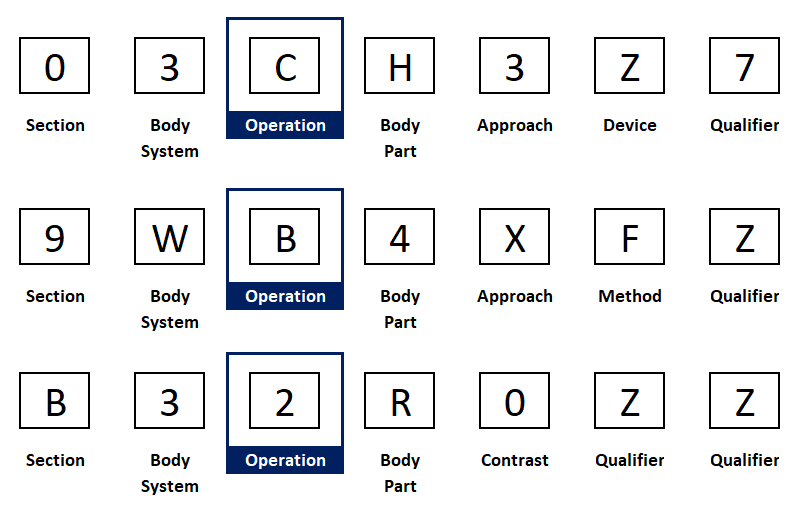 0 3 C H 3 Z 7
Section Body Operation Body Approach Device Qualifier
System Part
9 W B 4 X F Z
Section Body Operation Body Approach Method Qualifier
System Part
B 3 2 R 0 Z Z
Section Body Operation Body Contrast Qualifier Qualifier
System Part